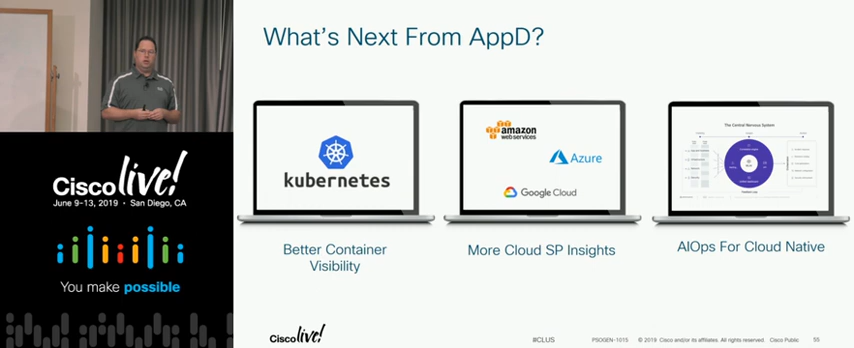 What's Next From AppD?
kubernetes
amazon
webservices
Azure
Google Cloud
The Central Nervous System
Better Container
Visibility
More Cloud SP Insights
AIOps For Cloud Native
Cisco live!
June 9-13, 2019 • San Diego, CA
You make possible
Cisco live!
#CLUS
PSOGEN-1015
© 2019 Cisco and/or its affiliates. All rights reserved.
Cisco Public
55